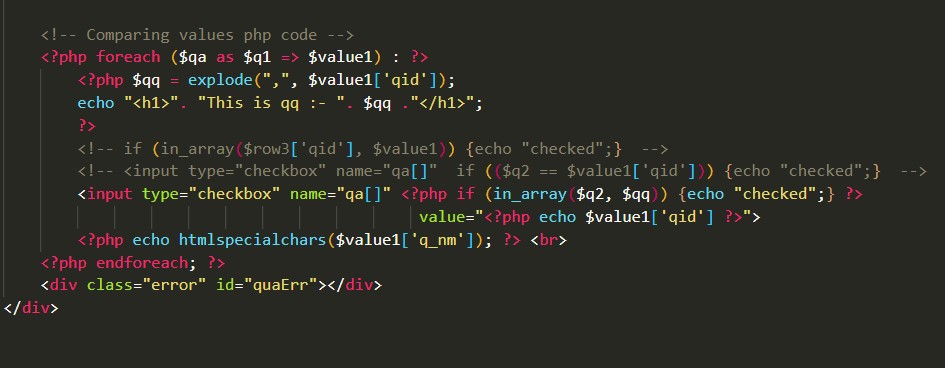 <!-- Comparing values php code -->
<?php foreach ($qa as $q1 => $value1) : ?>
<?php $qq = explode(",", $value1['qid']);
echo "<h1>". "This is qq :- ". $qq ."</h1>";
?>
<!-- if (in_array($row3['qid'], $value1)) {echo "checked";}  -->
<!-- <input type="checkbox" name="qa[]"  if (($q2 == $value1['qid'])) {echo "checked";}  -->
<input type="checkbox" name="qa[]" <?php if (in_array($q2, $qq)) {echo "checked";} ?>
value="<?php echo $value1['qid'] ?>">
<?php echo htmlspecialchars($value1['q_nm']); ?> <br>
<?php endforeach; ?>
<div class="error" id="quaErr"></div>
</div>